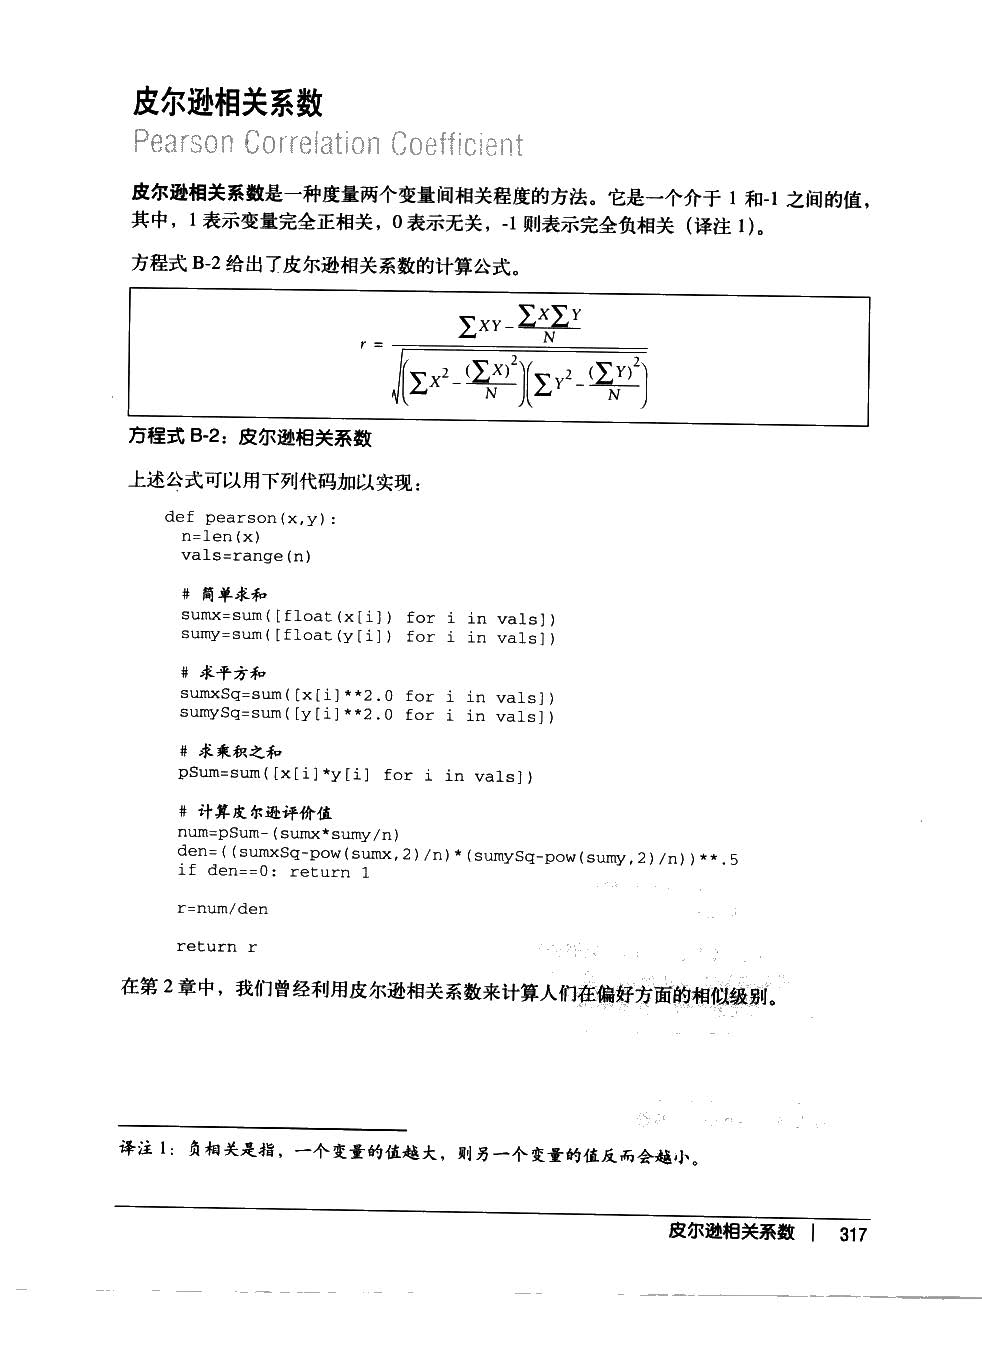 皮尔逊相关系数
Pearson Correlation Coefficient
皮尔逊相关系数是一种度量两个变量间相关程度的方法。它是一个介于 1 和-1 之间的值，
其中，1 表示变量完全正相关，0 表示无关，-1 则表示完全负相关（译注 1）。
方程式 B-2 给出了皮尔逊相关系数的计算公式。
r = \frac{\sum XY - \frac{\sum X \sum Y}{N}}{\sqrt{(\sum X^2 - \frac{(\sum X)^2}{N})(\sum Y^2 - \frac{(\sum Y)^2}{N})}}
方程式 B-2：皮尔逊相关系数
上述公式可以用下列代码加以实现：
def pearson(x,y):
n=len(x)
vals=range(n)
# 简单求和
sumx=sum([float(x[i]) for i in vals])
sumy=sum([float(y[i]) for i in vals])
# 求平方和
sumxSq=sum([x[i]**2.0 for i in vals])
sumySq=sum([y[i]**2.0 for i in vals])
# 求乘积之和
pSum=sum([x[i]*y[i] for i in vals])
# 计算皮尔逊评价值
num=pSum-(sumx*sumy/n)
den=((sumxSq-pow(sumx,2)/n)*(sumySq-pow(sumy,2)/n))**.5
if den==0: return 1
r=num/den
return r
在第 2 章中，我们曾经利用皮尔逊相关系数来计算人们在偏好方面的相似级别。
译注 1：负相关是指，一个变量的值越大，则另一个变量的值反而会越小。
皮尔逊相关系数 | 317